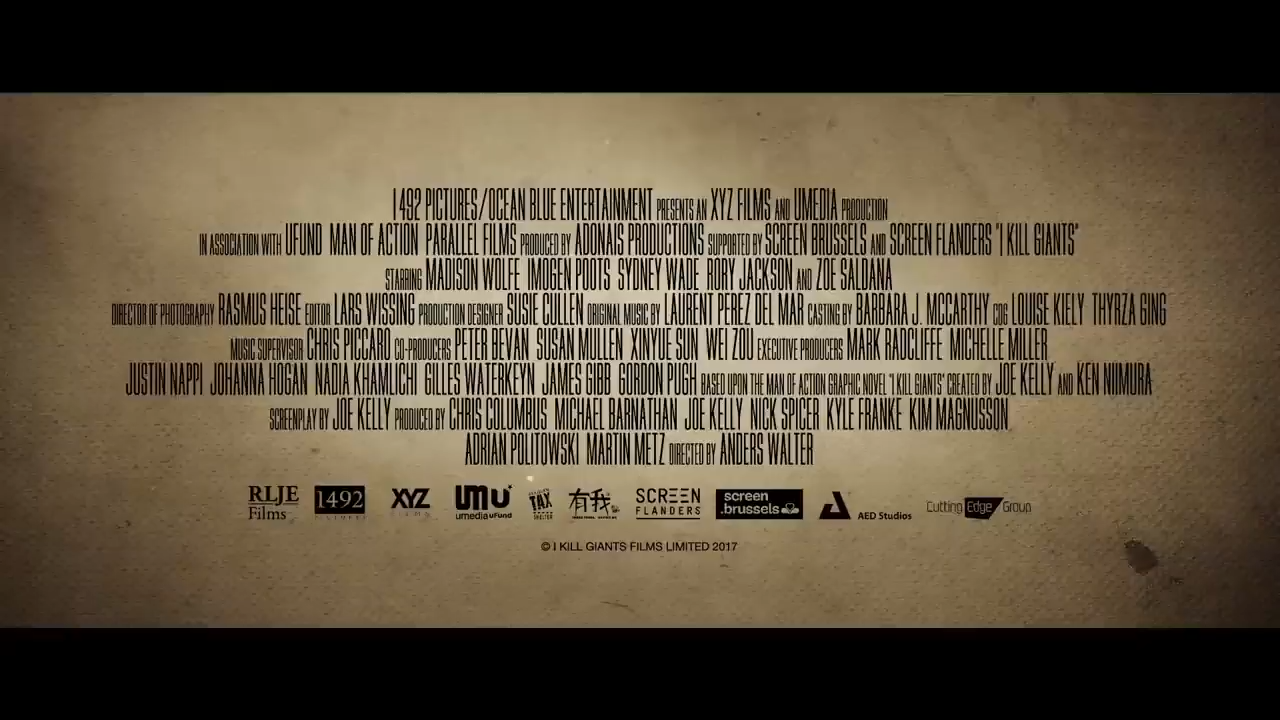 1492 PICTURES/OCEAN BLUE ENTERTAINMENT PRESENTS AN XYZ FILMS AND UMEDIA PRODUCTION
IN ASSOCIATION WITH UFUND MAN OF ACTION PARALLEL FILMS PRODUCED BY ADONAIS PRODUCTIONS SUPPORTED BY SCREEN BRUSSELS AND SCREEN FLANDERS "I KILL GIANTS"
STARRING MADISON WOLFE IMOGEN POOTS SYDNEY WADE RORY JACKSON AND ZOE SALDANA
DIRECTOR OF PHOTOGRAPHY RASMUS HEISE EDITOR LARS WISSING PRODUCTION DESIGNER SUSIE CULLEN ORIGINAL MUSIC BY LAURENT PEREZ DEL MAR CASTING BY BARBARA J. MCCARTHY CDG LOUISE KIELY THYRZA GING
MUSIC SUPERVISOR CHRIS PICCARO CO-PRODUCERS PETER BEVAN SUSAN MULLEN XINYUE SUN WEI ZOU EXECUTIVE PRODUCERS MARK RADCLIFFE MICHELLE MILLER
JUSTIN NAPPI JOHANNA HOGAN NADIA KHAMLICHI GILLES WATERKEYN JAMES GIBB GORDON PUGH BASED UPON THE MAN OF ACTION GRAPHIC NOVEL "I KILL GIANTS" CREATED BY JOE KELLY AND KEN NIIMURA
SCREENPLAY BY JOE KELLY PRODUCED BY CHRIS COLUMBUS MICHAEL BARNATHAN JOE KELLY NICK SPICER KYLE FRANKE KIM MAGNUSSON
ADRIAN POLITOWSKI MARTIN METZ DIRECTED BY ANDERS WALTER
RLJE Films 1492 PICTURES XYZ FILMS UMU umedia uFund TAX SHELTER 有我 SCREEN FLANDERS screen .brussels AED Studios Cutting Edge Group
© I KILL GIANTS FILMS LIMITED 2017